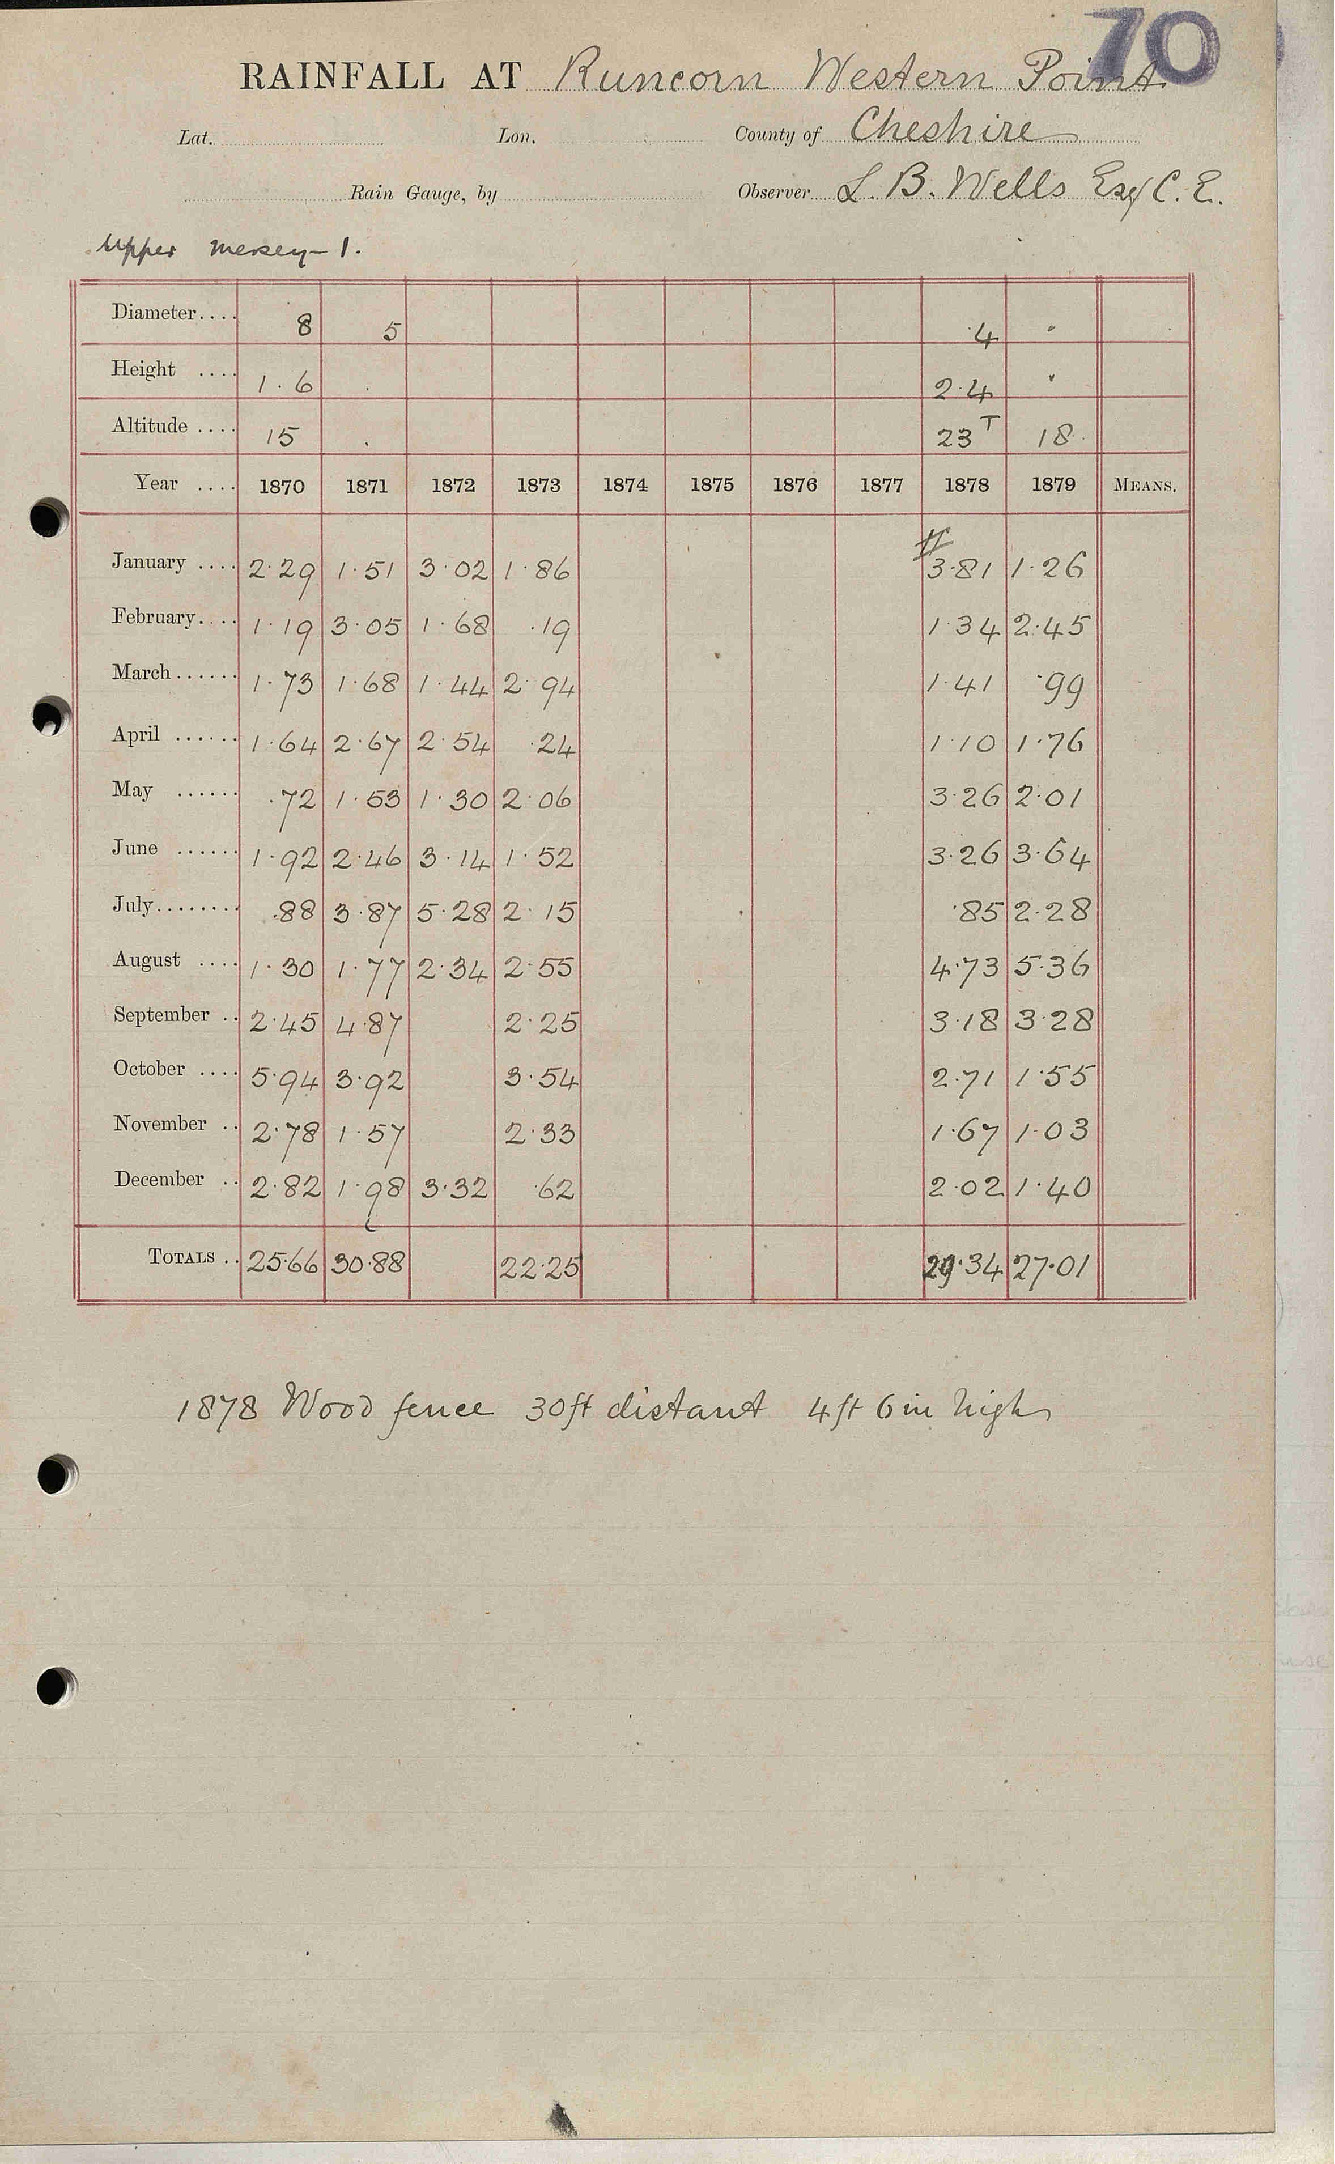 70
RAINFALL AT Runcorn Western Point
Lat. Lon. County of Cheshire
Rain Gauge, by Observer L. B. Wells Esq C. E.
Upper Mersey - 1.
Diameter.... 8 5 4 "
Height .... 1.6 . 2.4 "
Altitude .... 15 . 23 T 18.
Year .... 1870 1871 1872 1873 1874 1875 1876 1877 1878 1879 MEANS.
January .... 2.29 1.51 3.02 1.86 # 3.81 1.26
February.... 1.19 3.05 1.68 .19 1.34 2.45
March...... 1.73 1.68 1.44 2.94 1.41 .99
April ...... 1.64 2.67 2.54 .24 1.10 1.76
May ...... .72 1.53 1.30 2.06 3.26 2.01
June ...... 1.92 2.46 3.14 1.52 3.26 3.64
July........ .88 3.87 5.28 2.15 .85 2.28
August .... 1.30 1.77 2.34 2.55 4.73 5.36
September .. 2.45 4.87 2.25 3.18 3.28
October .... 5.94 3.92 3.54 2.71 1.55
November .. 2.78 1.57 2.33 1.67 1.03
December .. 2.82 1.98 3.32 .62 2.02 1.40
TOTALS .. 25.66 30.88 22.25 29.34 27.01
1878 Wood fence 30ft distant 4ft 6in high